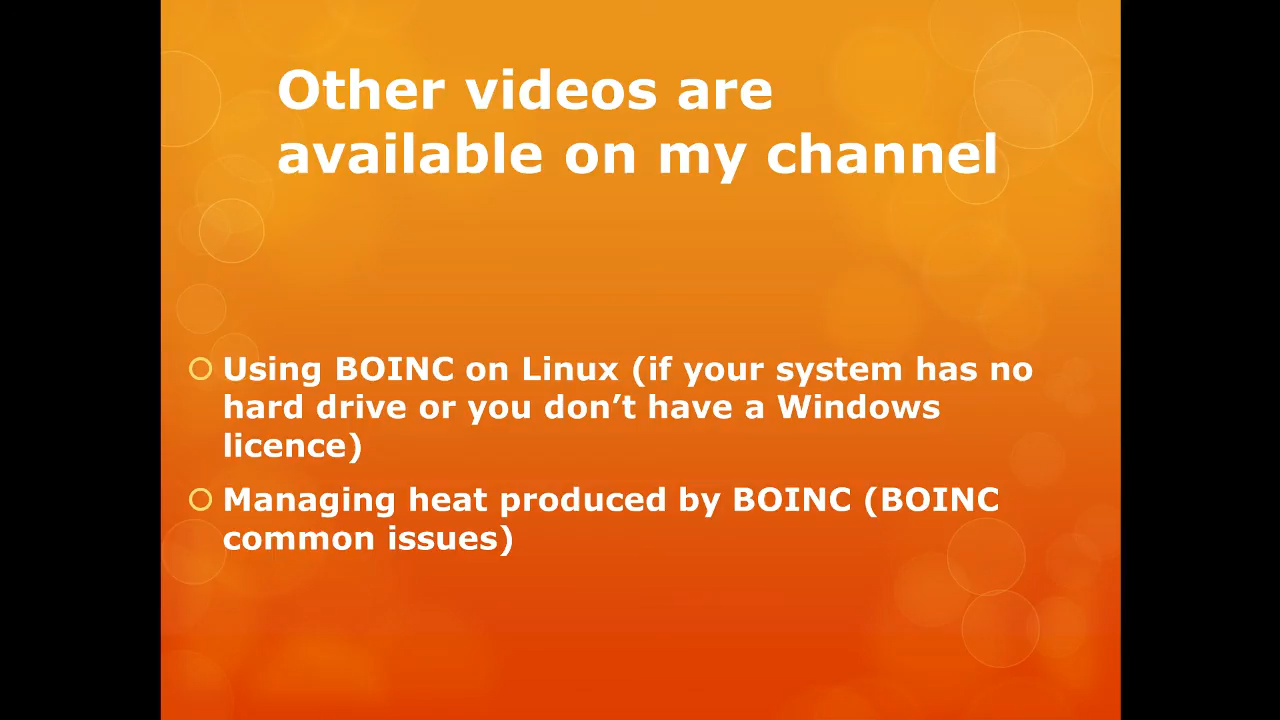 Other videos are
available on my channel
Using BOINC on Linux (if your system has no
hard drive or you don’t have a Windows
licence)
Managing heat produced by BOINC (BOINC
common issues)